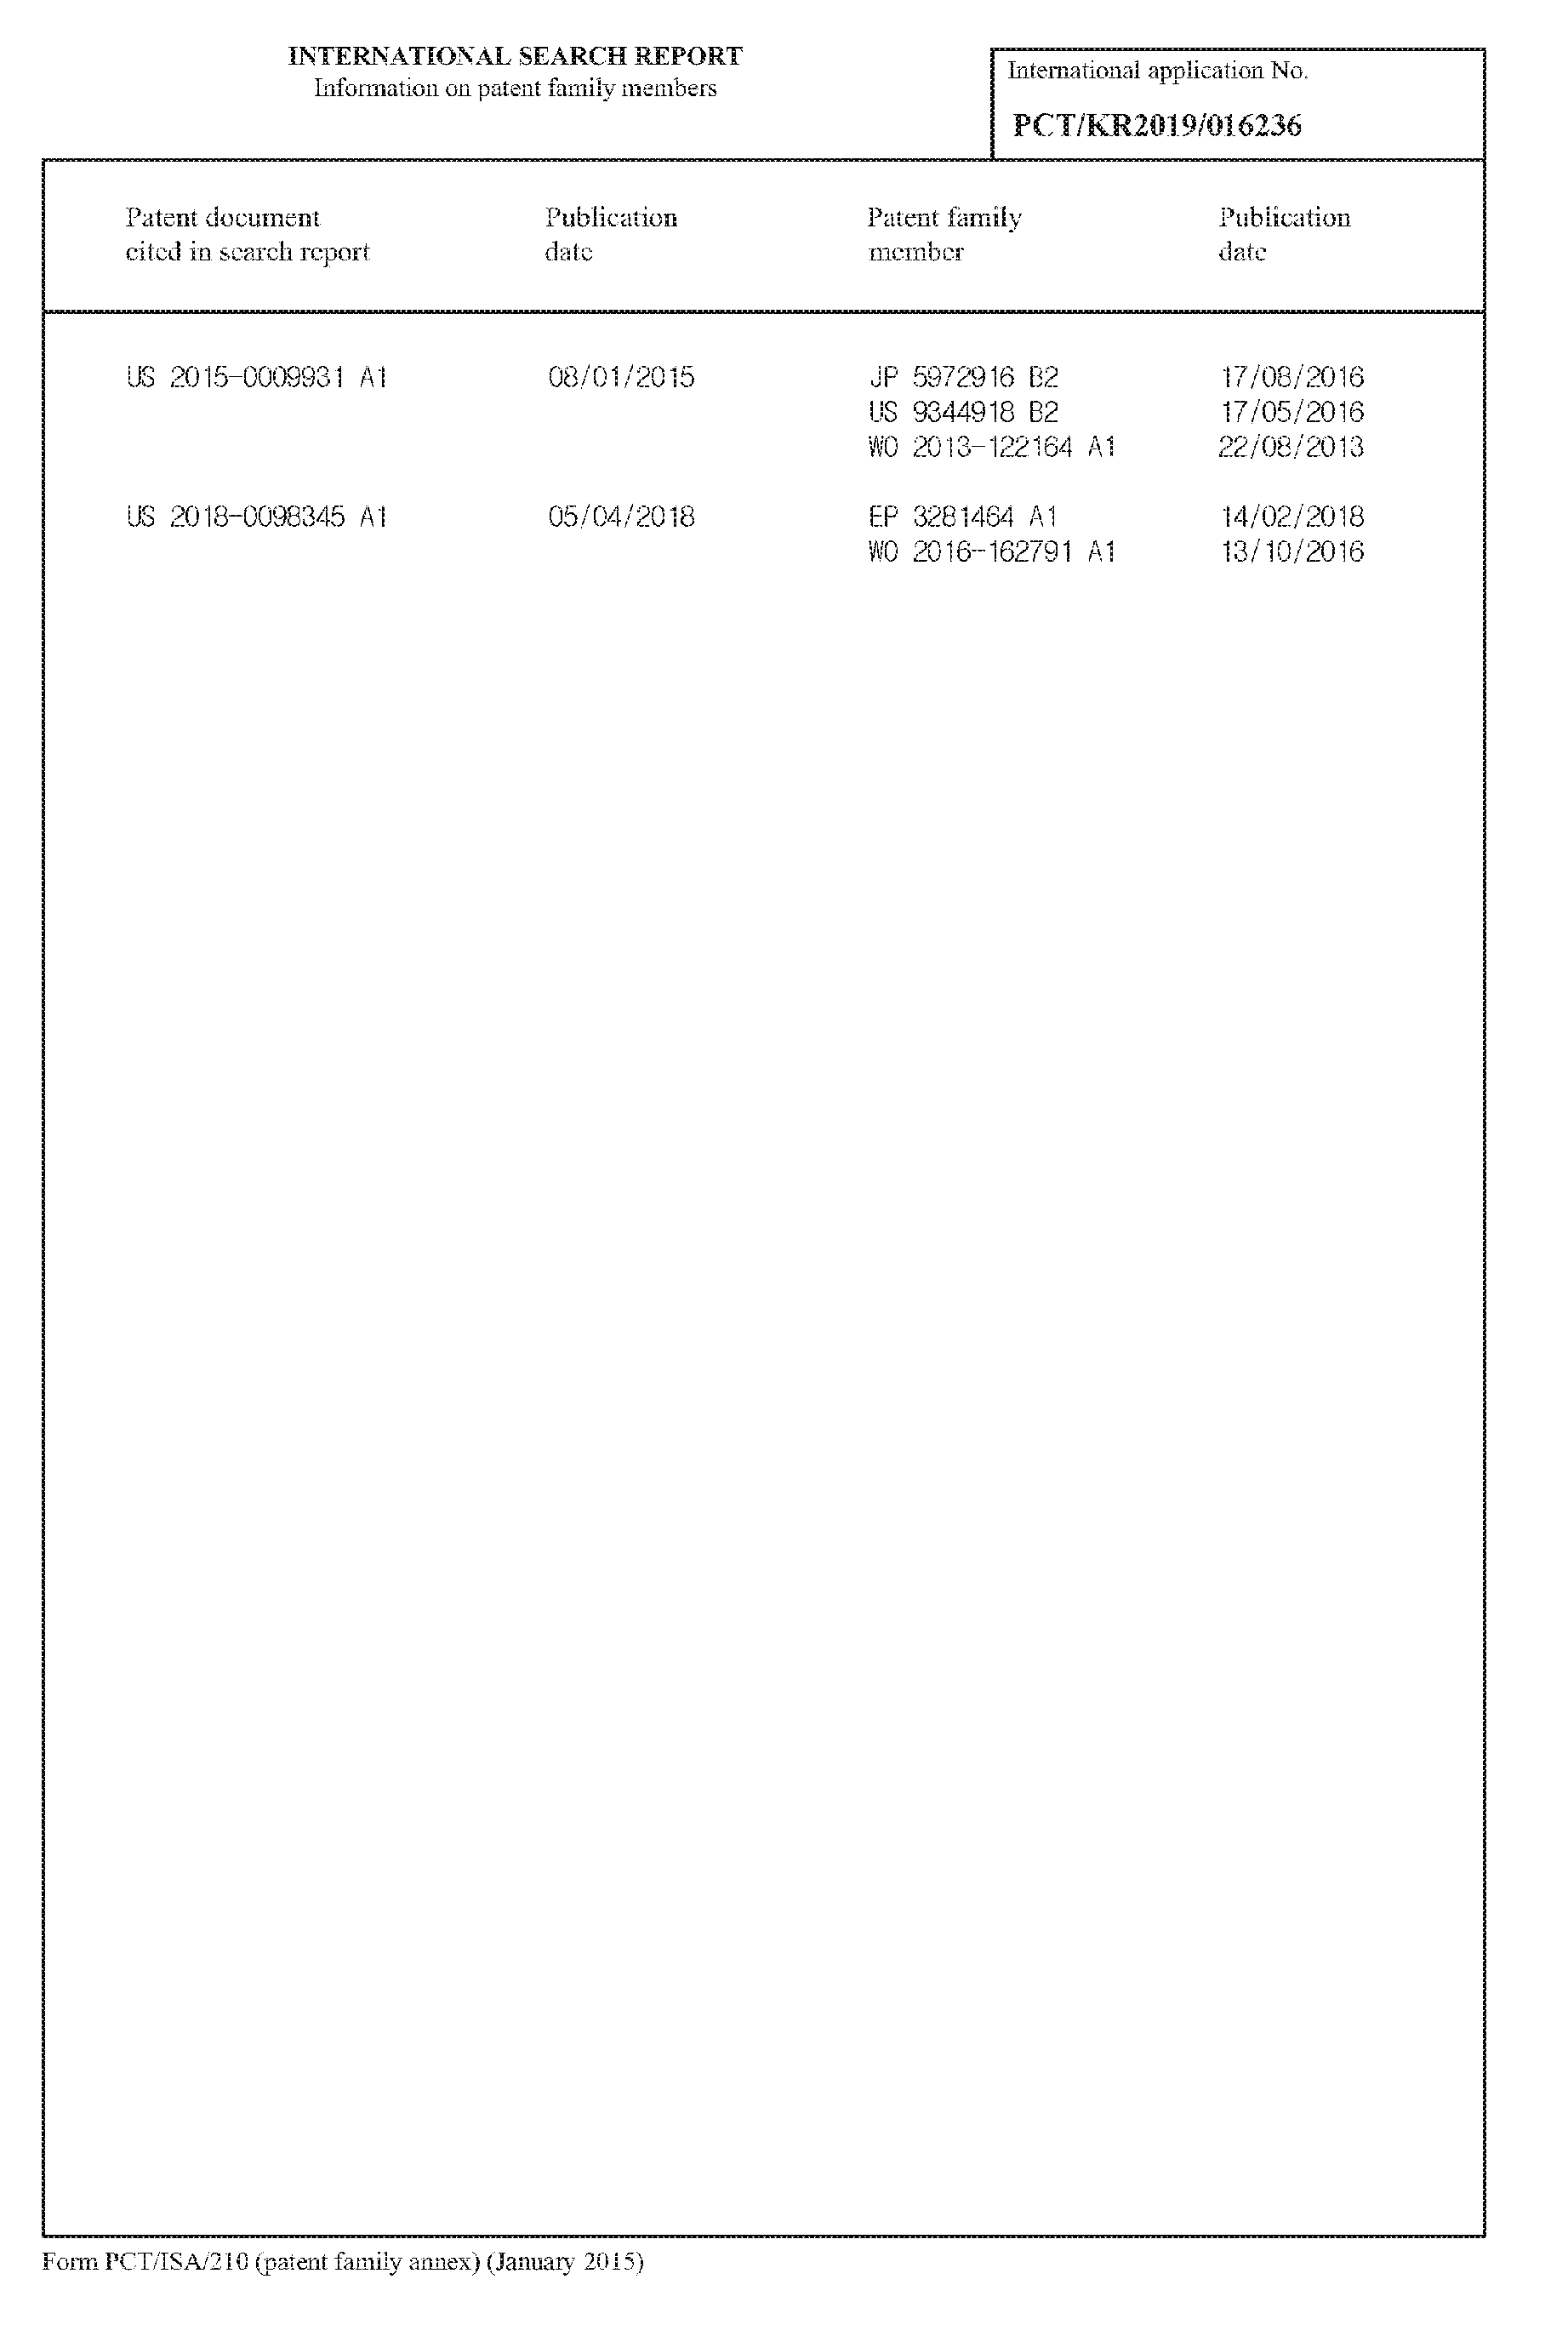 INTERNATIONAL SEARCH REPORT
Information on patent family members
International application No.
PCT/KR2019/016236
Patent document cited in search report
Publication date
Patent family member
Publication date
US 2015-0009931 A1 08/01/2015 JP 5972916 B2 17/08/2016
US 9344918 B2 17/05/2016
WO 2013-122164 A1 22/08/2013
US 2018-0098345 A1 05/04/2018 EP 3281464 A1 14/02/2018
WO 2016-162791 A1 13/10/2016
Form PCT/ISA/210 (patent family annex) (January 2015)